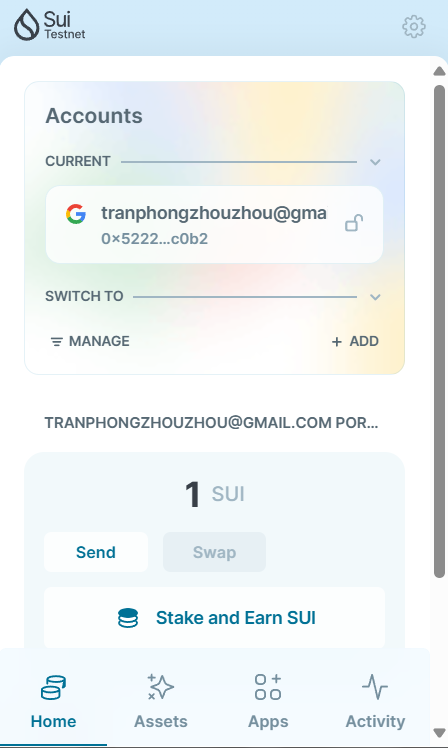 Sui
Testnet
Accounts
CURRENT
tranphongzhouzhou@gma
0×5222...c0b2
SWITCH TO
MANAGE
+ ADD
TRANPHONGZHOUZHOU@GMAIL.COM POR...
1 SUI
Send
Swap
Stake and Earn SUI
Home
Assets
Apps
Activity